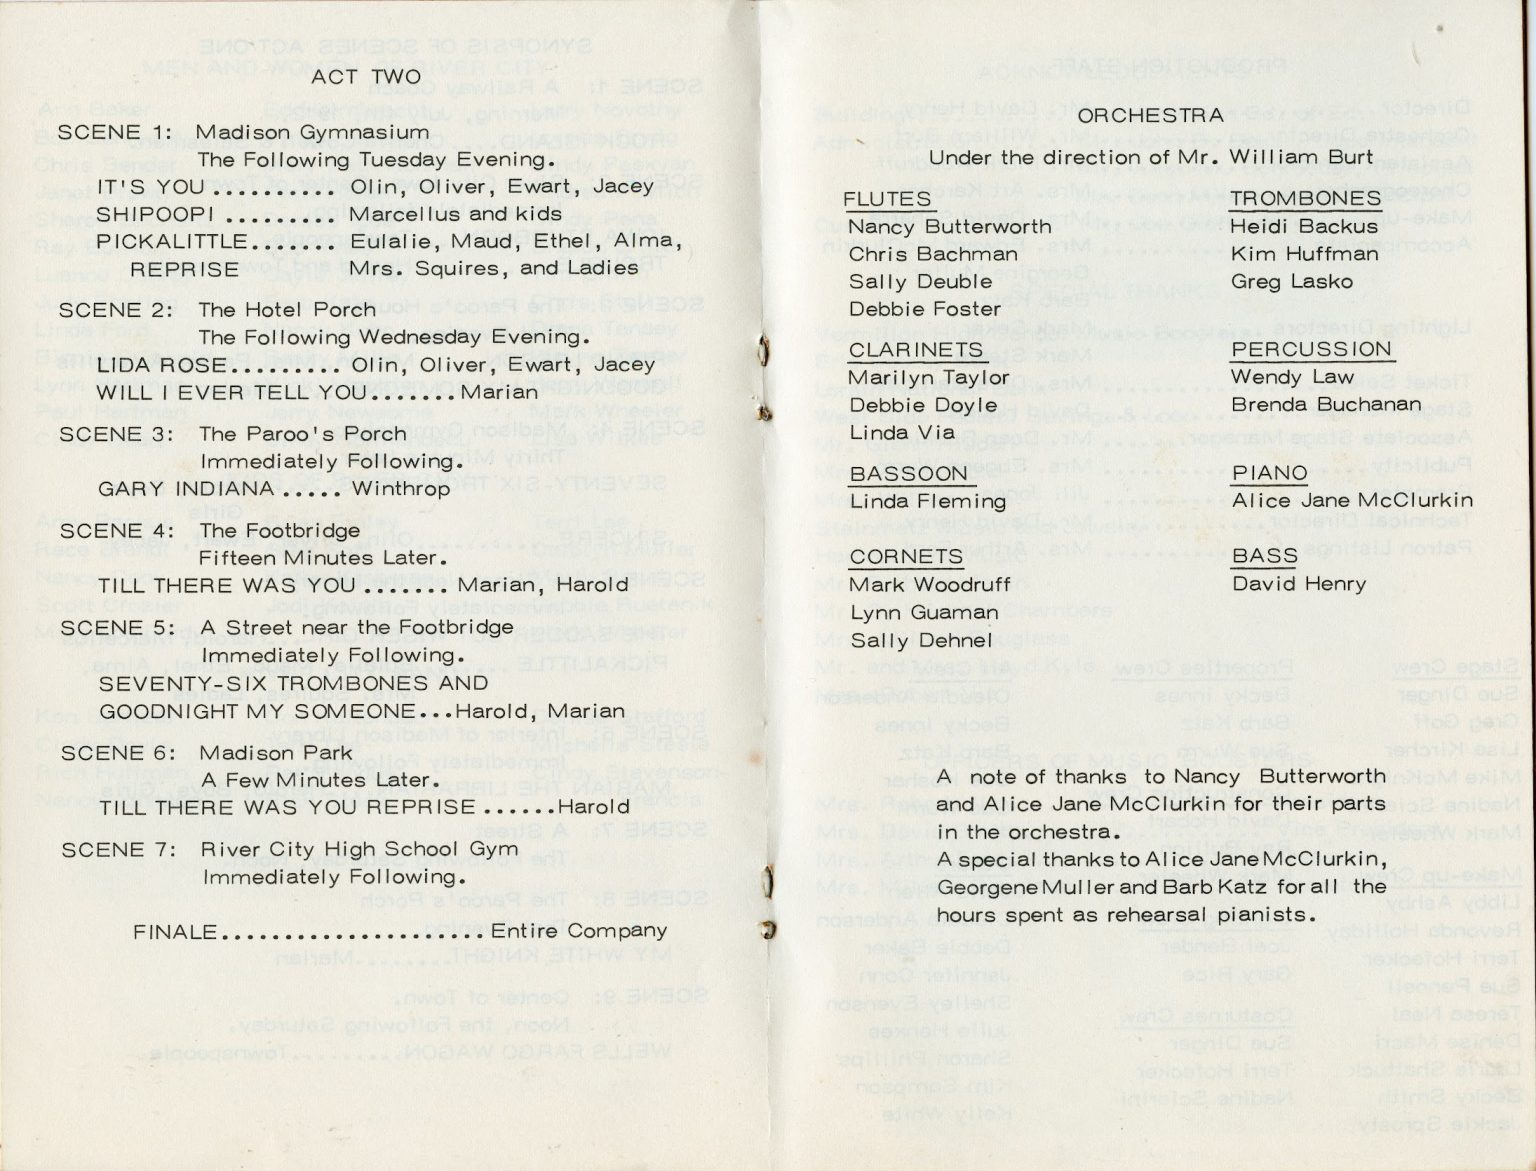 ACT TWO
SCENE 1: Madison Gymnasium
The Following Tuesday Evening.
IT'S YOU ........... Olin, Oliver, Ewart, Jacey
SHIPOOPI ......... Marcellus and kids
PICKALITTLE....... Eulalie, Maud, Ethel, Alma,
REPRISE Mrs. Squires, and Ladies
SCENE 2: The Hotel Porch
The Following Wednesday Evening.
LIDA ROSE......... Olin, Oliver, Ewart, Jacey
WILL I EVER TELL YOU.......Marian
SCENE 3: The Paroo's Porch
Immediately Following.
GARY INDIANA ..... Winthrop
SCENE 4: The Footbridge
Fifteen Minutes Later.
TILL THERE WAS YOU ....... Marian, Harold
SCENE 5: A Street near the Footbridge
Immediately Following.
SEVENTY-SIX TROMBONES AND
GOODNIGHT MY SOMEONE...Harold, Marian
SCENE 6: Madison Park
A Few Minutes Later.
TILL THERE WAS YOU REPRISE ......Harold
SCENE 7: River City High School Gym
Immediately Following.
FINALE......................Entire Company
ORCHESTRA
Under the direction of Mr. William Burt
FLUTES
Nancy Butterworth
Chris Bachman
Sally Deuble
Debbie Foster
CLARINETS
Marilyn Taylor
Debbie Doyle
Linda Via
BASSOON
Linda Fleming
CORNETS
Mark Woodruff
Lynn Guaman
Sally Dehnel
TROMBONES
Heidi Backus
Kim Huffman
Greg Lasko
PERCUSSION
Wendy Law
Brenda Buchanan
PIANO
Alice Jane McClurkin
BASS
David Henry
A note of thanks to Nancy Butterworth
and Alice Jane McClurkin for their parts
in the orchestra.
A special thanks to Alice Jane McClurkin,
Georgene Muller and Barb Katz for all the
hours spent as rehearsal pianists.